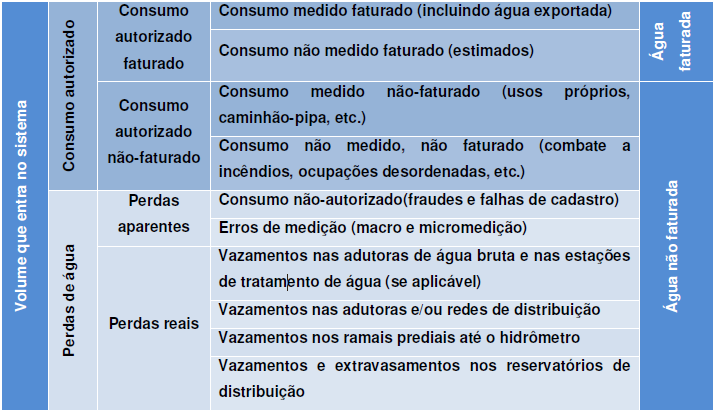 Volume que entra no sistema
Consumo autorizado
Consumo
autorizado
faturado
Consumo medido faturado (incluindo água exportada)
Consumo não medido faturado (estimados)
Água
faturada
Consumo
autorizado
não-faturado
Consumo medido não-faturado (usos próprios,
caminhão-pipa, etc.)
Consumo não medido, não faturado (combate a
incêndios, ocupações desordenadas, etc.)
Água não faturada
Perdas de água
Perdas
aparentes
Consumo não-autorizado(fraudes e falhas de cadastro)
Erros de medição (macro e micromedição)
Perdas reais
Vazamentos nas adutoras de água bruta e nas estações
de tratamento de água (se aplicável)
Vazamentos nas adutoras e/ou redes de distribuição
Vazamentos nos ramais prediais até o hidrômetro
Vazamentos e extravasamentos nos reservatórios de
distribuição